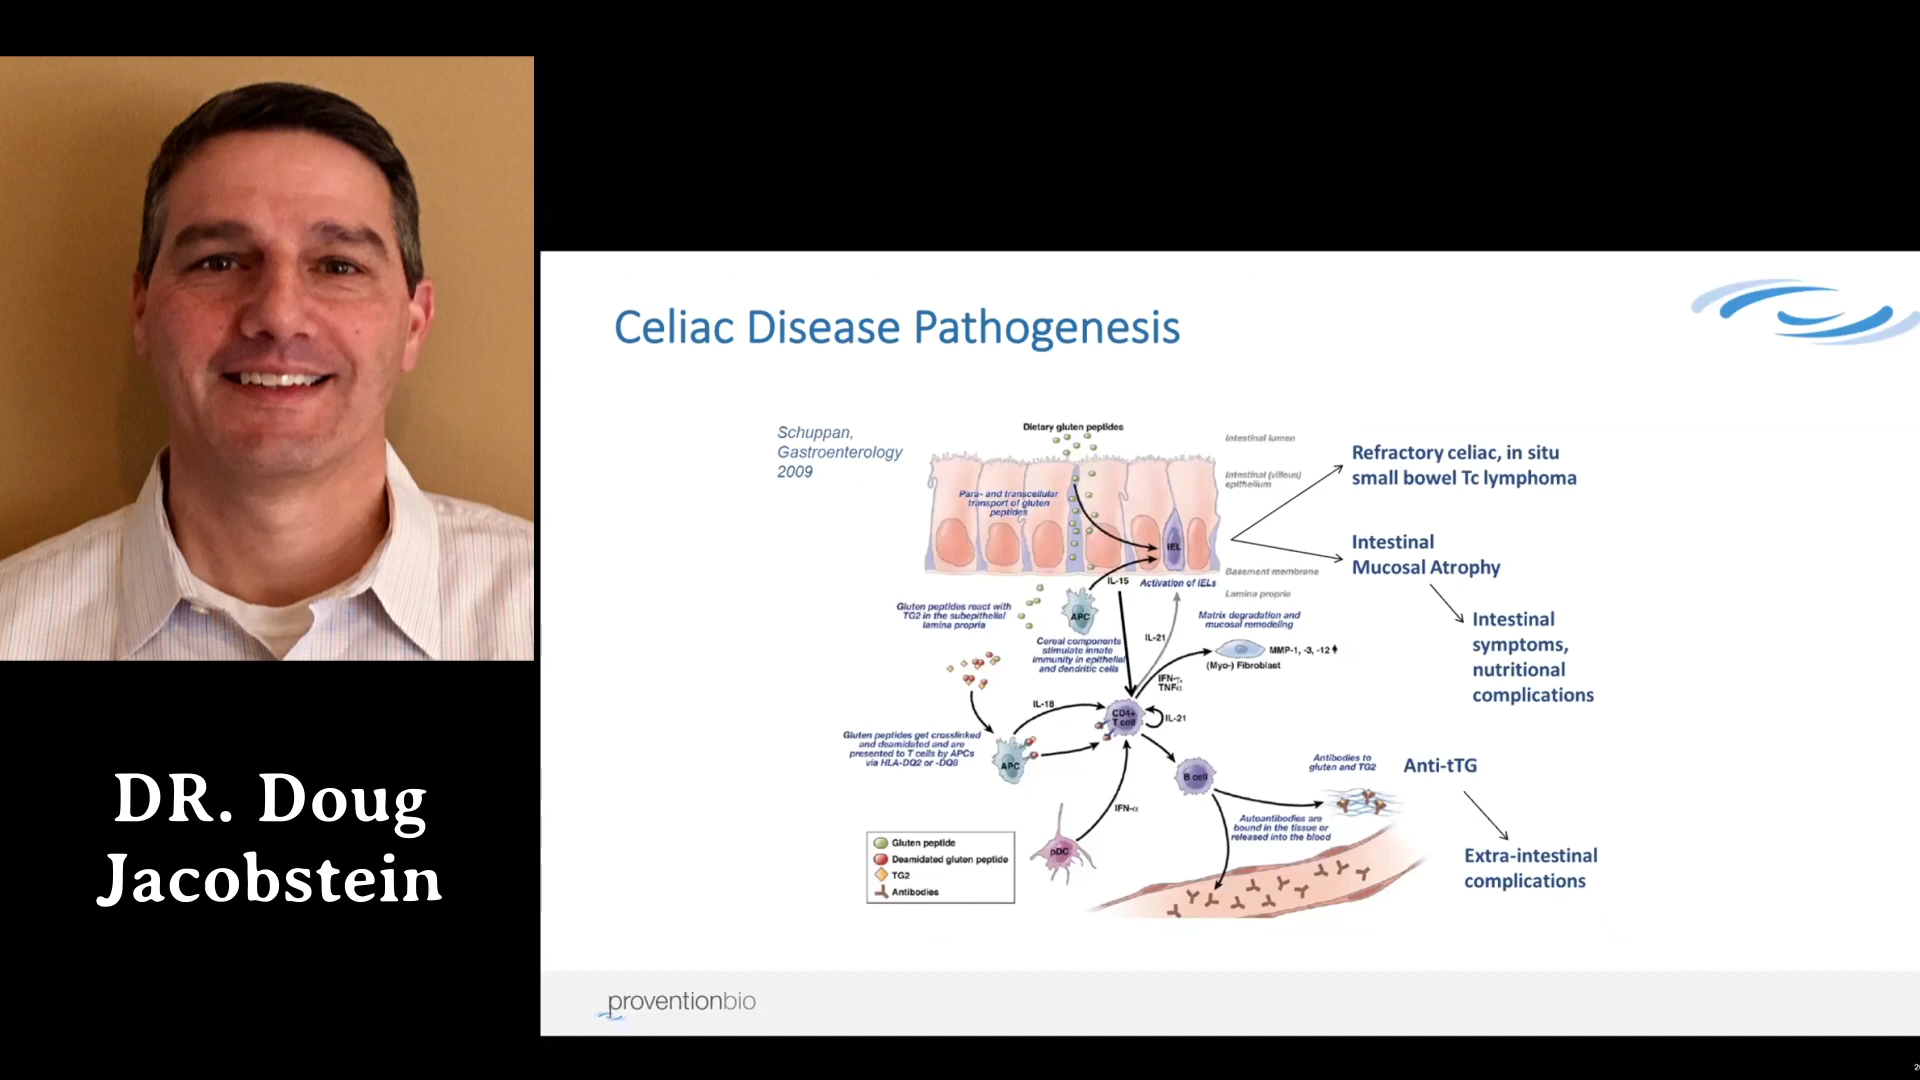 DR. Doug
Jacobstein
Celiac Disease Pathogenesis
Schuppan,
Gastroenterology
2009
Dietary gluten peptides
Intestinal lumen
Intestinal (villous)
epithelium
Para- and transcellular
transport of gluten
peptides
IEL
Basement membrane
IL-15
Activation of IELs
Lamina propria
Gluten peptides react with
TG2 in the subepithelial
lamina propria
APC
Cereal components
stimulate innate
immunity in epithelial
and dendritic cells
IL-21
Matrix degradation and
mucosal remodeling
MMP-1, -3, -12
(Myo-) Fibroblast
IFN-γ,
TNFα
IL-18
CD4+
T cell
IL-21
Gluten peptides get crosslinked
and deamidated and are
presented to T cells by APCs
via HLA-DQ2 or -DQ8
APC
B cell
IFN-α
pDC
Antibodies to
gluten and TG2
Autoantibodies are
bound in the tissue or
released into the blood
Gluten peptide
Deamidated gluten peptide
TG2
Antibodies
Refractory celiac, in situ
small bowel Tc lymphoma
Intestinal
Mucosal Atrophy
Intestinal
symptoms,
nutritional
complications
Anti-tTG
Extra-intestinal
complications
proventionbio